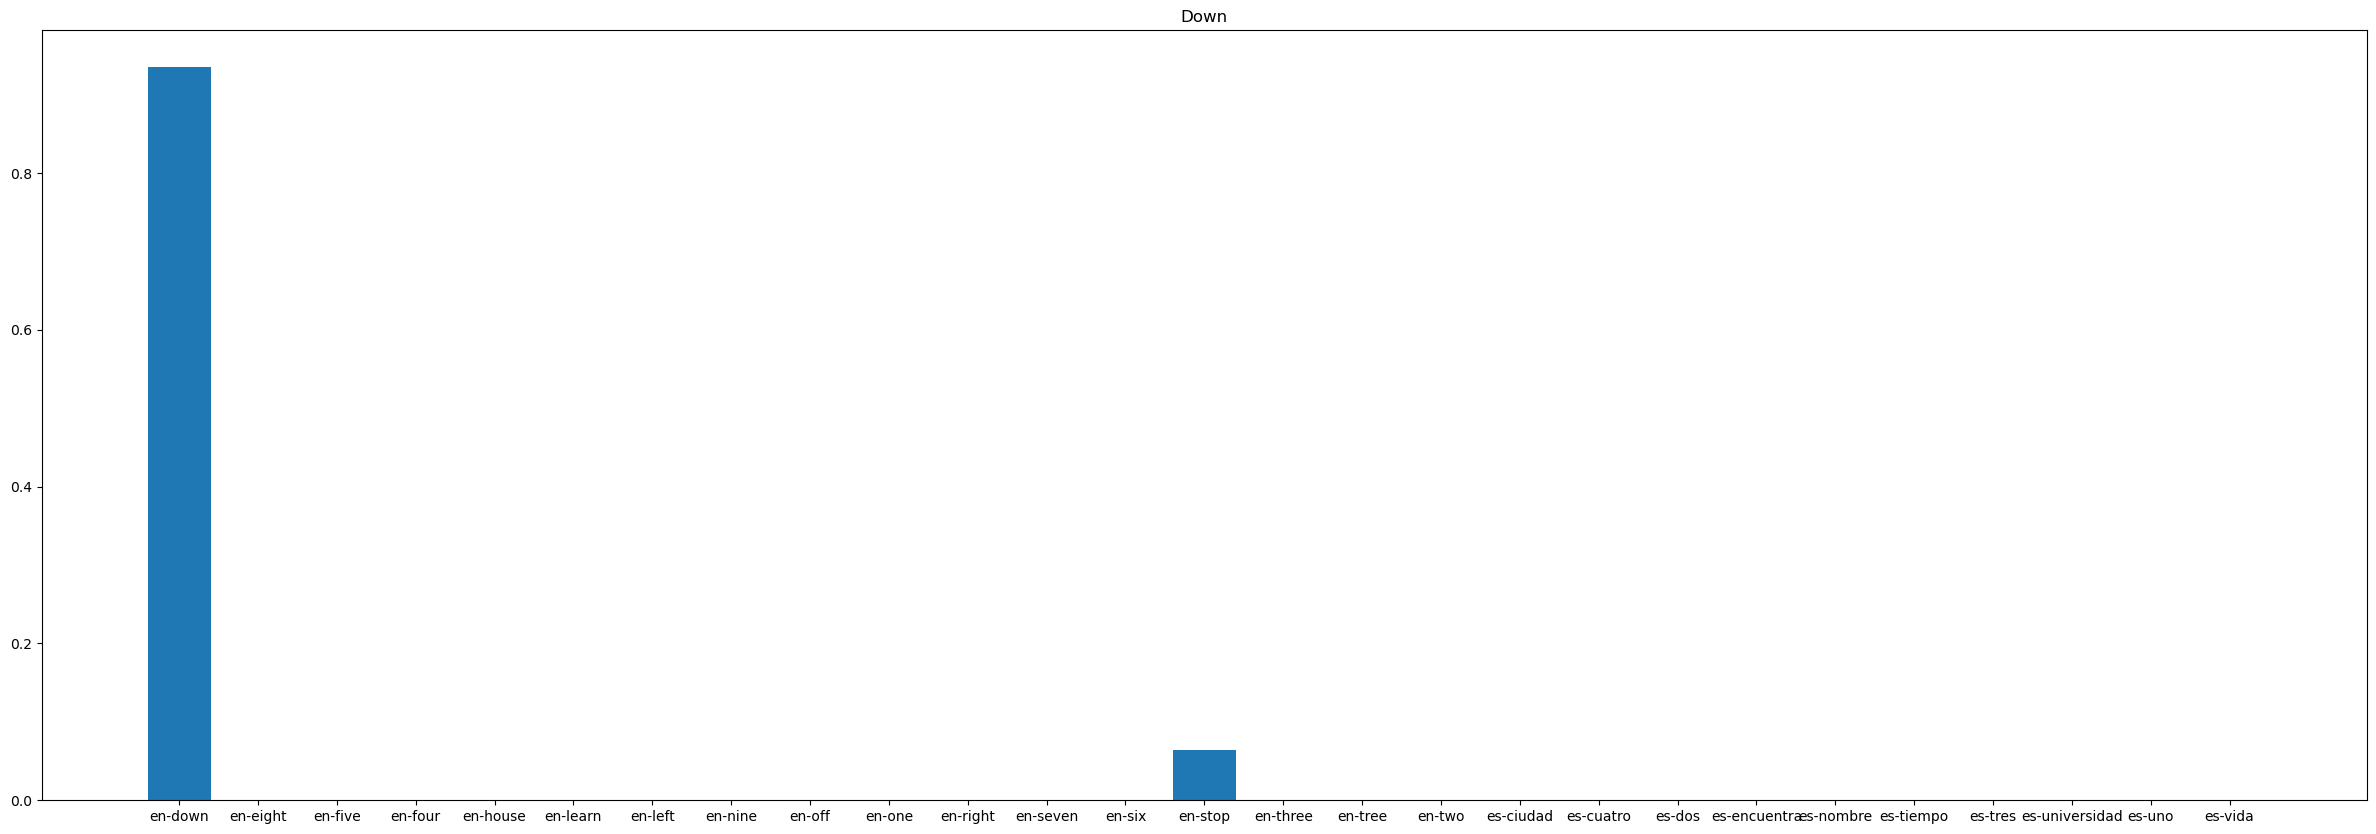 Down
0.8
0.6
0.4
0.2
0.0
en-down en-eight en-five en-four en-house en-learn en-left en-nine en-off en-one en-right en-seven en-six en-stop en-three en-tree en-two es-ciudad es-cuatro es-dos es-encuentra es-nombre es-tiempo es-tres es-universidad es-uno es-vida